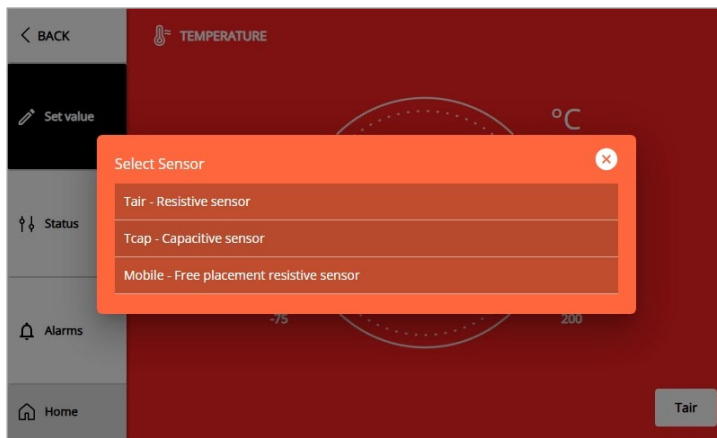 BACK
TEMPERATURE
Set value
°C
Select Sensor
Tair - Resistive sensor
Tcap - Capacitive sensor
Mobile - Free placement resistive sensor
Status
-75
200
Alarms
Home
Tair